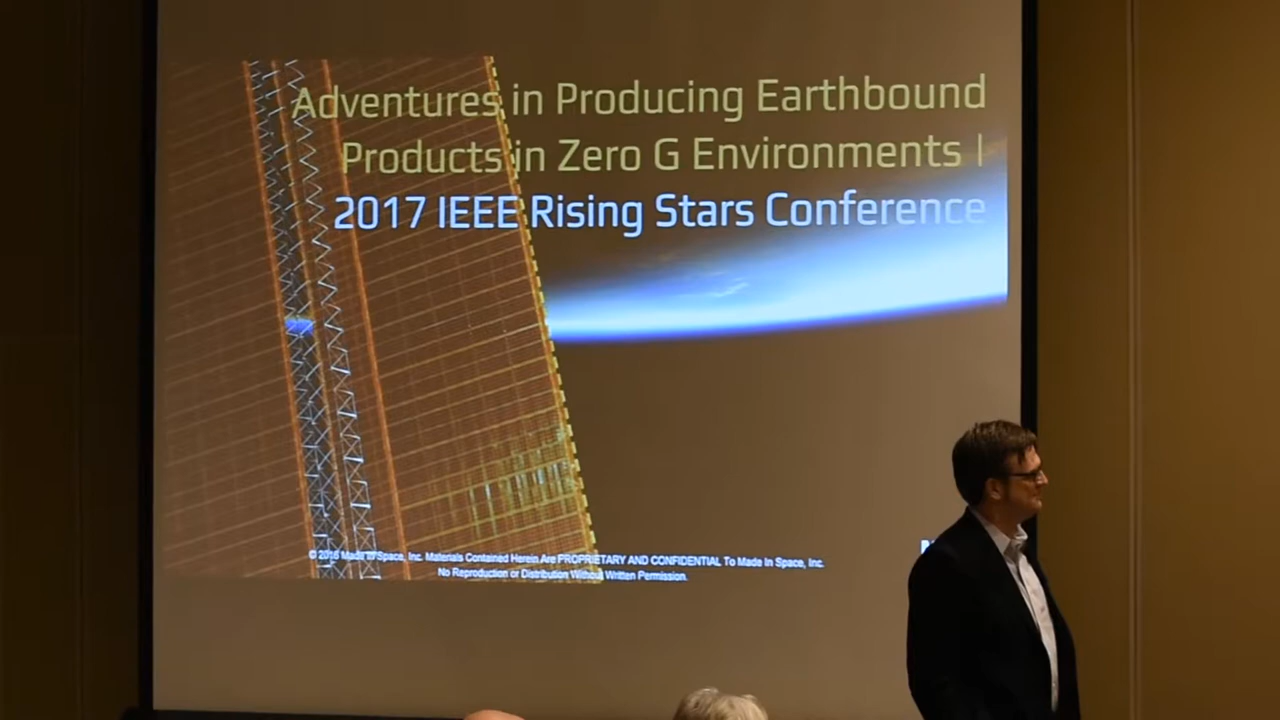 Adventures in Producing Earthbound
Products in Zero G Environments |
2017 IEEE Rising Stars Conference
© 2016 Made In Space, Inc. Materials Contained Herein Are PROPRIETARY AND CONFIDENTIAL To Made In Space, Inc.
No Reproduction or Distribution Without Written Permission.